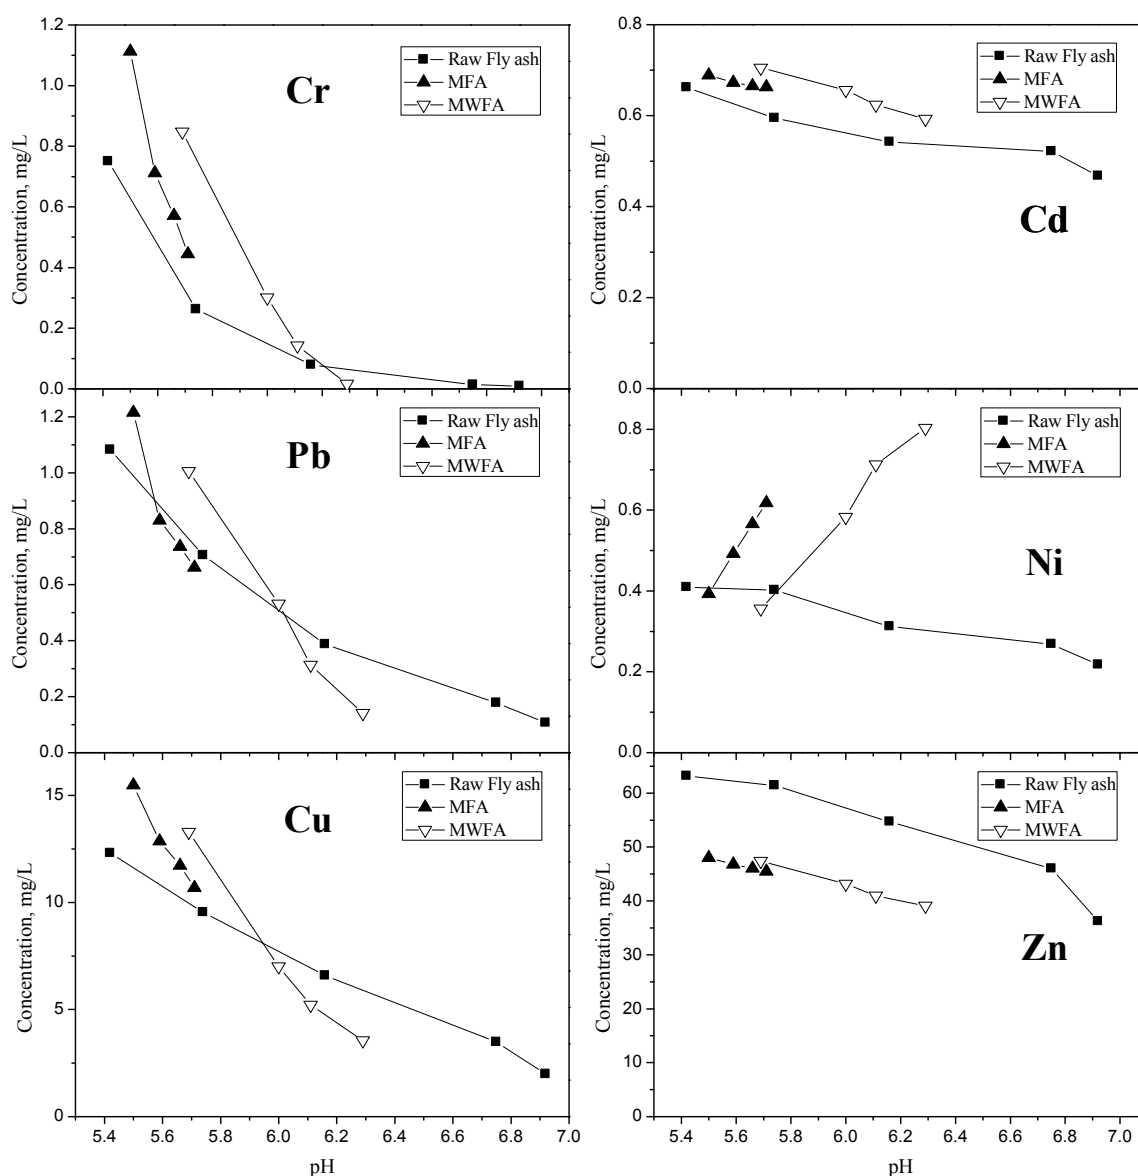 1.2
1.0
0.8
0.6
0.4
0.2
0.0
Concentration, mg/L
Cr
Raw Fly ash
MFA
MWFA
0.8
0.6
0.4
0.2
0.0
Concentration, mg/L
Cd
Raw Fly ash
MFA
MWFA
1.2
1.0
0.8
0.6
0.4
0.2
0.0
Concentration, mg/L
Pb
Raw Fly ash
MFA
MWFA
0.8
0.6
0.4
0.2
0.0
Concentration, mg/L
Ni
Raw Fly ash
MFA
MWFA
15
10
5
0
Concentration, mg/L
Cu
Raw Fly ash
MFA
MWFA
5.4 5.6 5.8 6.0 6.2 6.4 6.6 6.8 7.0
pH
60
50
40
30
20
10
0
Concentration, mg/L
Zn
Raw Fly ash
MFA
MWFA
5.4 5.6 5.8 6.0 6.2 6.4 6.6 6.8 7.0
pH